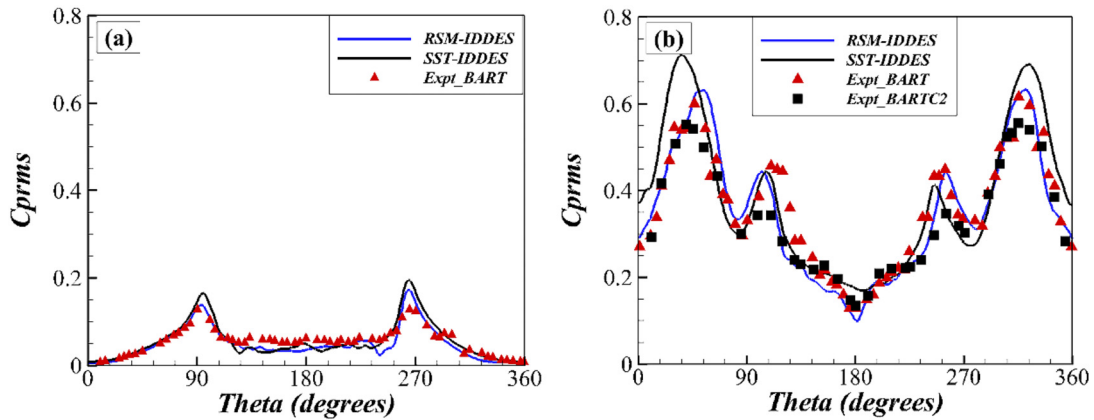 (a)
RSM-IDDES
SST-IDDES
Expt_BART
Cprms
0.8
0.6
0.4
0.2
0
0 90 180 270 360
Theta (degrees)
(b)
RSM-IDDES
SST-IDDES
Expt_BART
Expt_BARTC2
Cprms
0.8
0.6
0.4
0.2
0
0 90 180 270 360
Theta (degrees)